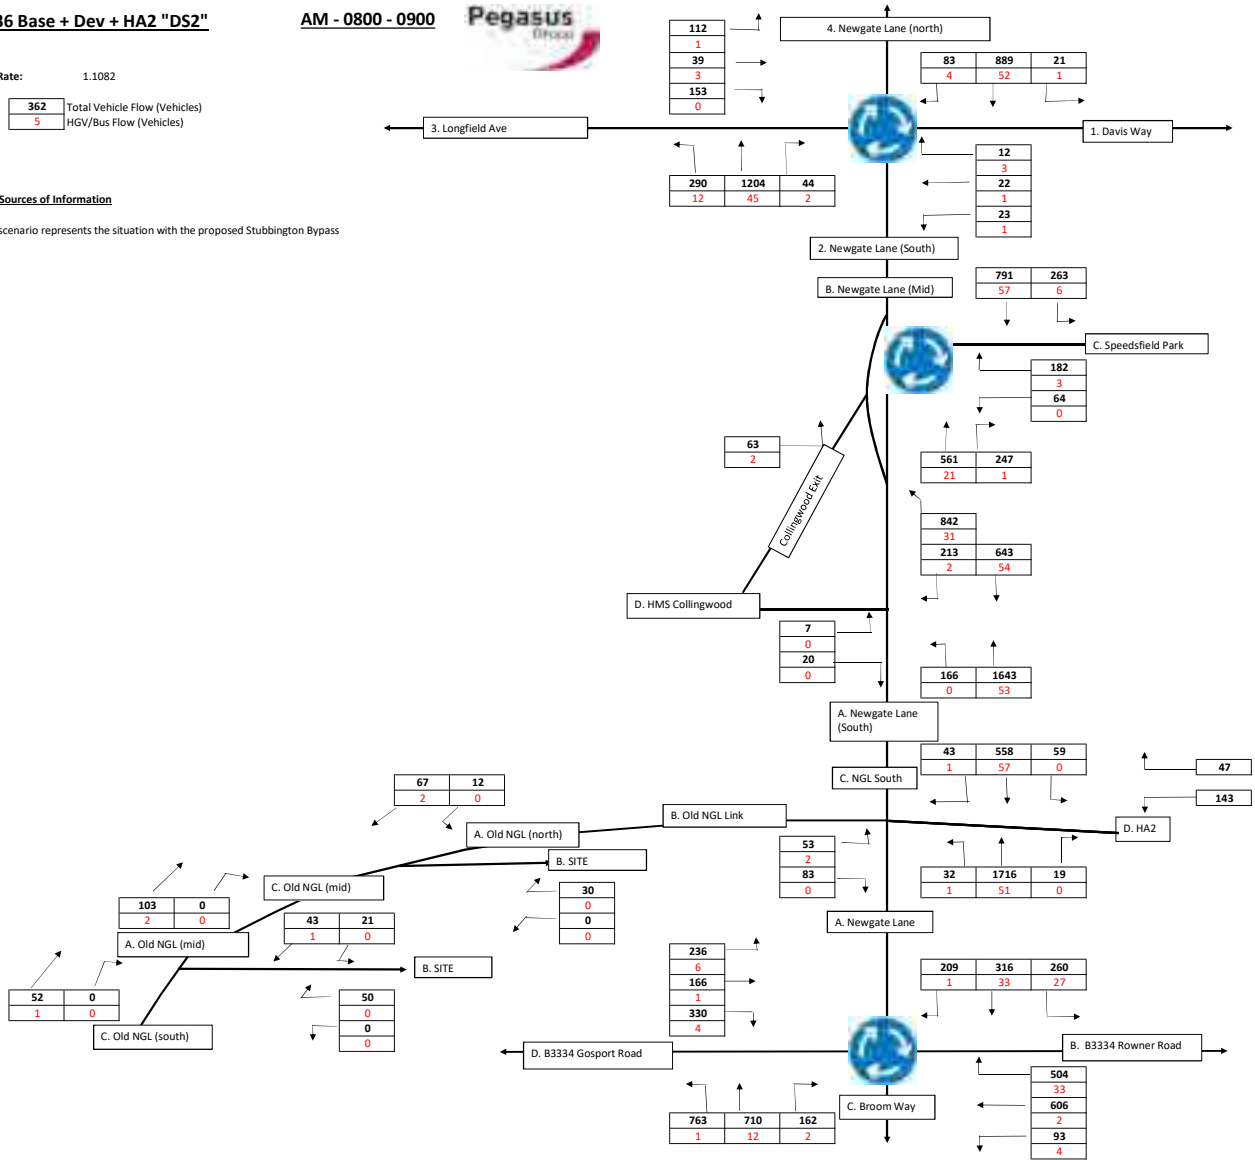 36 Base + Dev + HA2 "DS2"
AM - 0800 - 0900
Pegasus
Group
Rate: 1.1082
362 Total Vehicle Flow (Vehicles)
5 HGV/Bus Flow (Vehicles)
Sources of Information
scenario represents the situation with the proposed Stubbington Bypass
112
1
39
3
153
0
4. Newgate Lane (north)
83 889 21
4 52 1
3. Longfield Ave
1. Davis Way
290 1204 44
12 45 2
12
3
22
1
23
1
2. Newgate Lane (South)
B. Newgate Lane (Mid)
791 263
57 6
C. Speedsfield Park
182
3
64
0
63
2
Collingwood Exit
561 247
21 1
842
31
213 643
2 54
D. HMS Collingwood
7
0
20
0
166 1643
0 53
A. Newgate Lane
(South)
C. NGL South
43 558 59
1 57 0
47
143
67 12
2 0
B. Old NGL Link
D. HA2
A. Old NGL (north)
53
2
83
0
32 1716 19
1 51 0
B. SITE
C. Old NGL (mid)
30
0
0
0
103 0
2 0
43 21
1 0
A. Newgate Lane
A. Old NGL (mid)
B. SITE
236
6
166
1
330
4
209 316 260
1 33 27
52 0
1 0
50
0
0
0
C. Old NGL (south)
D. B3334 Gosport Road
B. B3334 Rowner Road
504
33
606
2
93
4
C. Broom Way
763 710 162
1 12 2